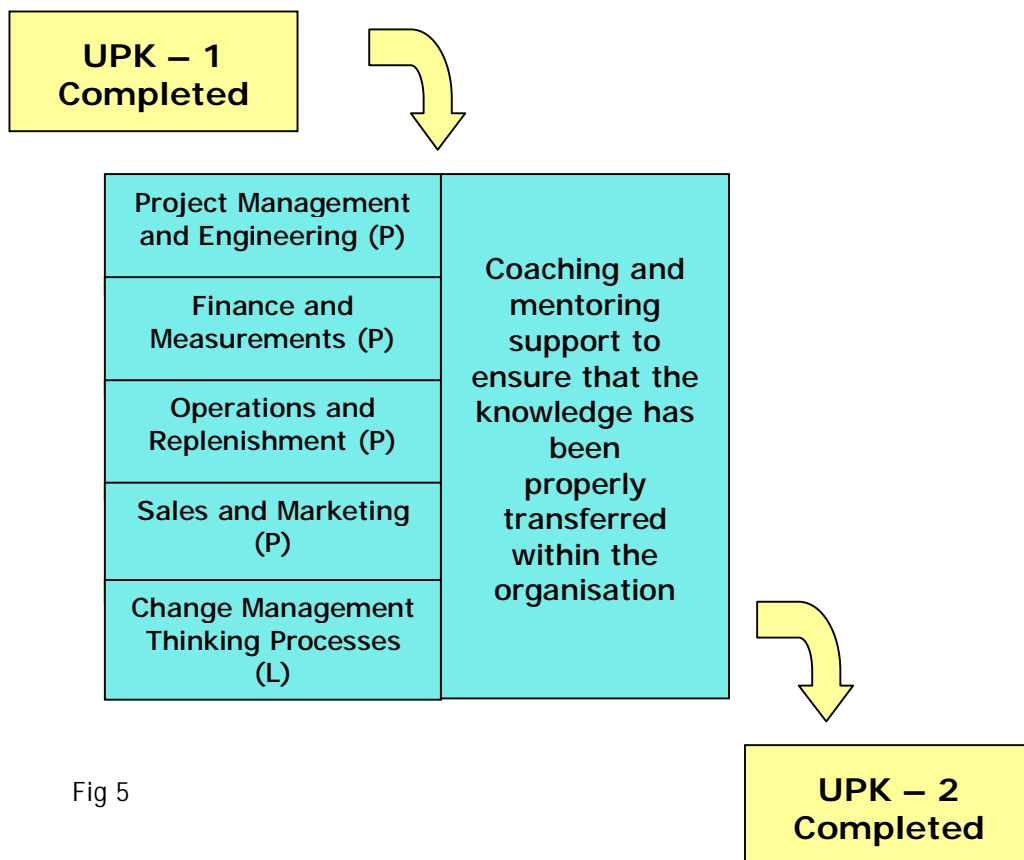 UPK – 1
Completed
Project Management
and Engineering (P)
Finance and
Measurements (P)
Operations and
Replenishment (P)
Sales and Marketing
(P)
Change Management
Thinking Processes
(L)
Coaching and
mentoring
support to
ensure that the
knowledge has
been
properly
transferred
within the
organisation
Fig 5
UPK – 2
Completed